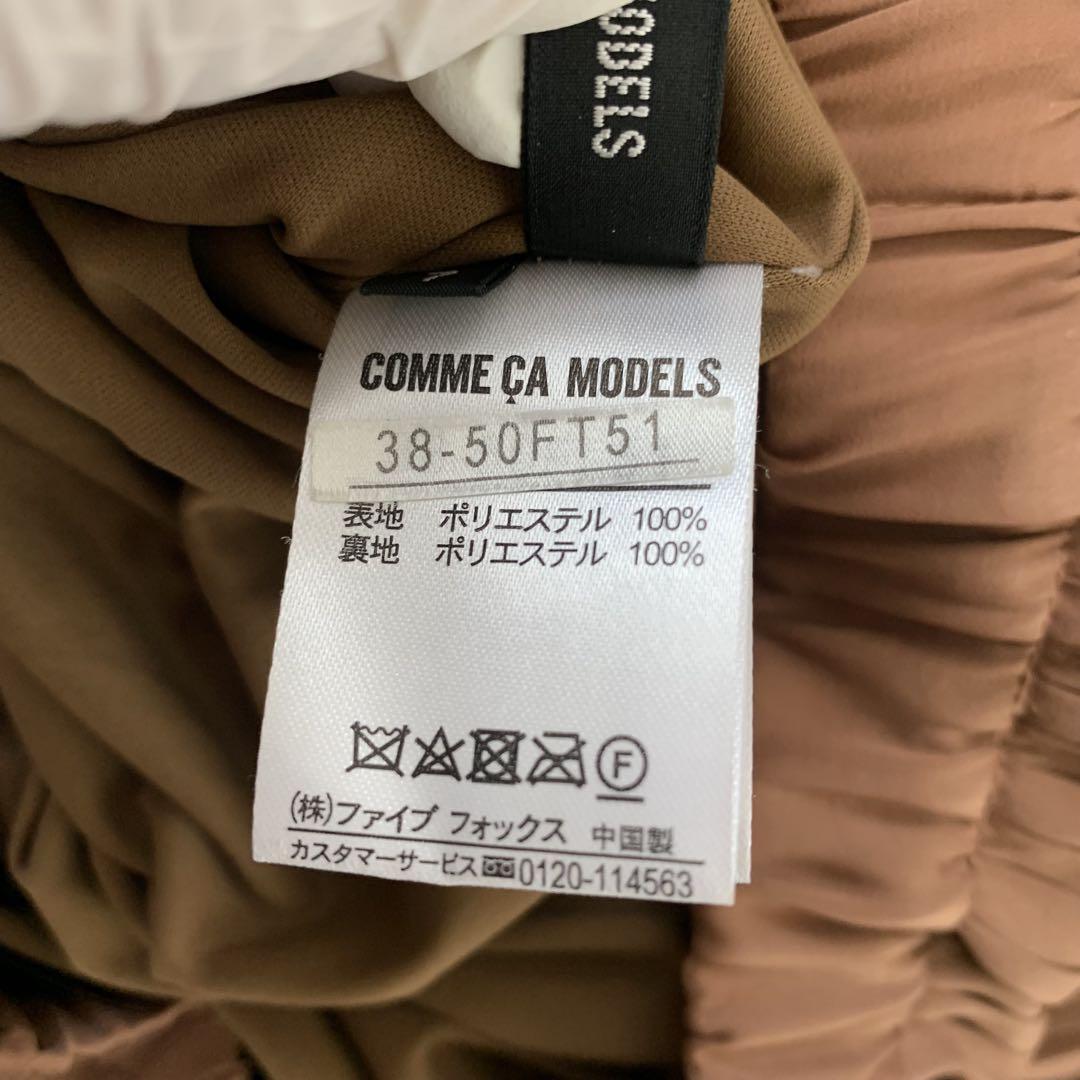 MODELS
COMME ÇA MODELS
38-50FT51
表地 ポリエステル 100%
裏地 ポリエステル 100%
F
(株)ファイブ フォックス 中国製
カスタマーサービス 0120-114563